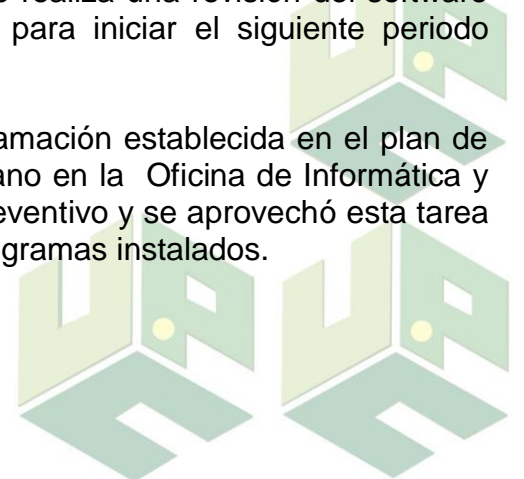 realiza una revisión del software
para iniciar el siguiente periodo
amación establecida en el plan de
ano en la Oficina de Informática y
eventivo y se aprovechó esta tarea
gramas instalados.